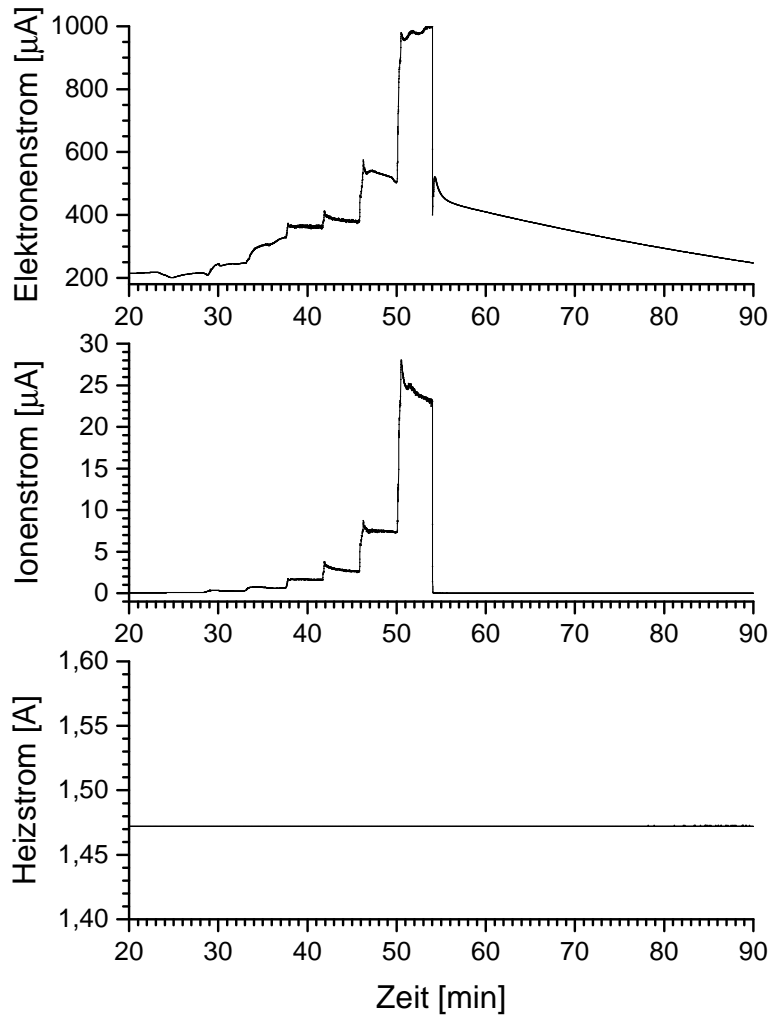 Elektronenstrom [μA]
1000
800
600
400
200
20 30 40 50 60 70 80 90
Ionenstrom [μA]
30
25
20
15
10
5
0
20 30 40 50 60 70 80 90
Heizstrom [A]
1,60
1,55
1,50
1,45
1,40
20 30 40 50 60 70 80 90
Zeit [min]